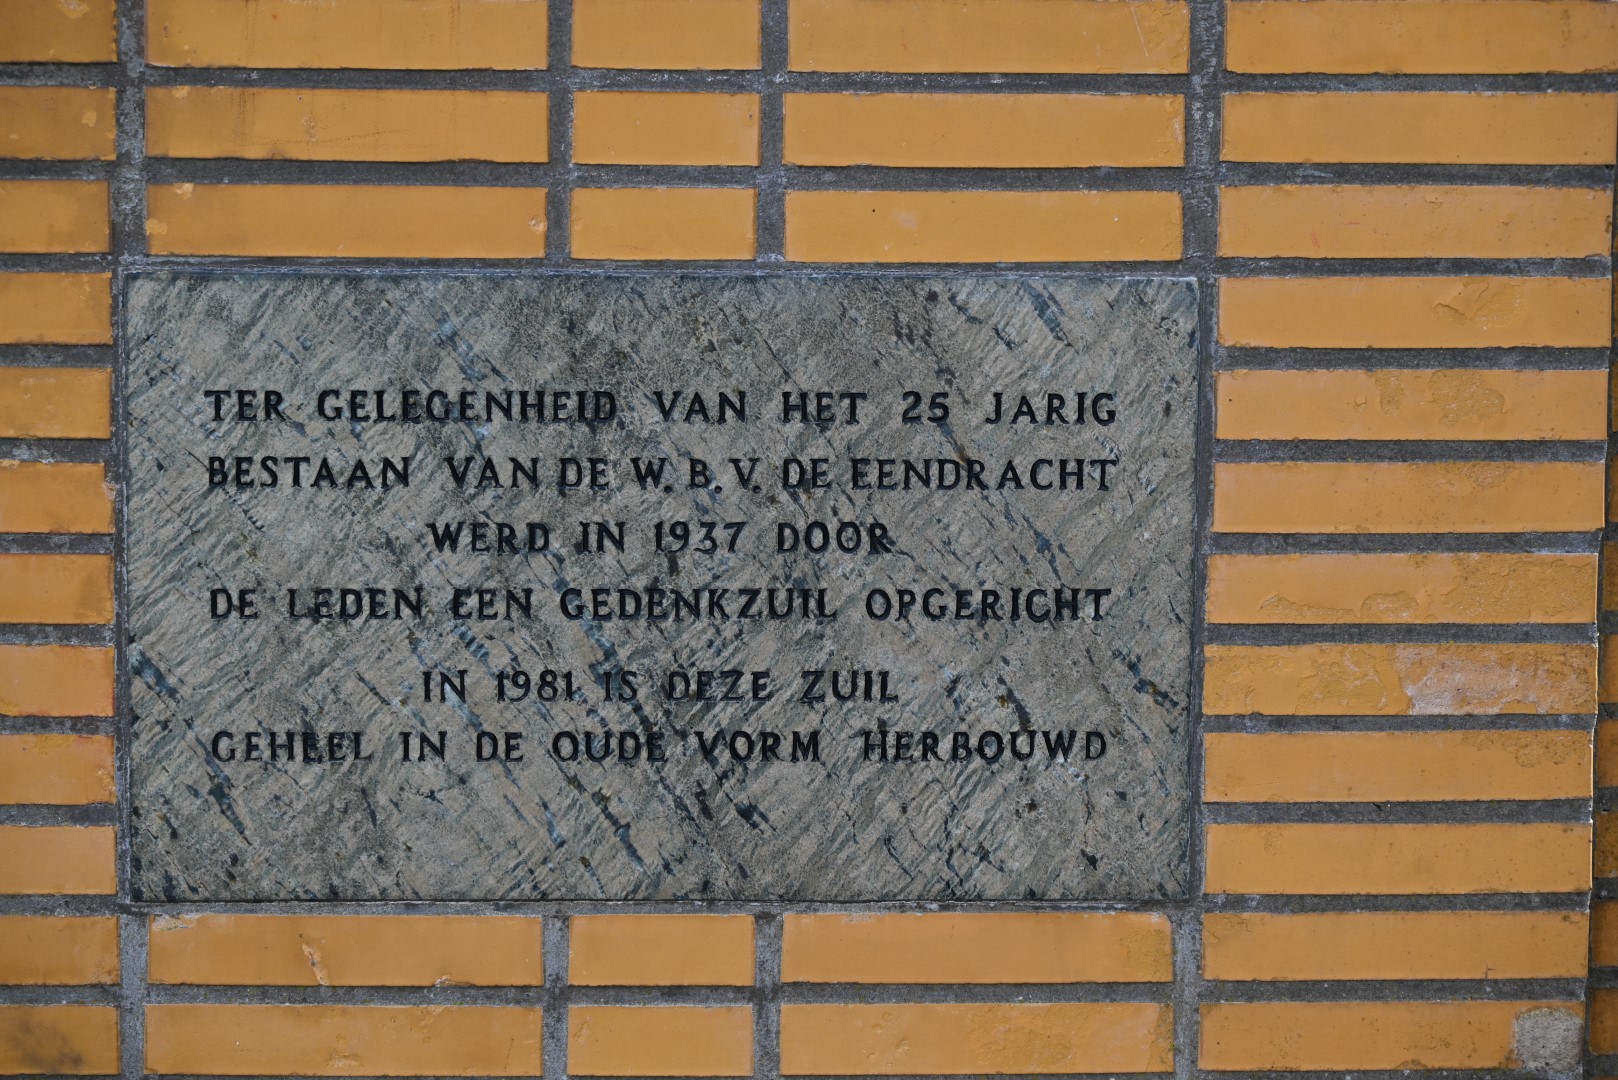 TER GELEGENHEID VAN HET 25 JARIG
BESTAAN VAN DE W.B.V. DE EENDRACHT
WERD IN 1937 DOOR
DE LEDEN EEN GEDENKZUIL OPGERICHT
IN 1981 IS DEZE ZUIL
GEHEEL IN DE OUDE VORM HERBOUWD